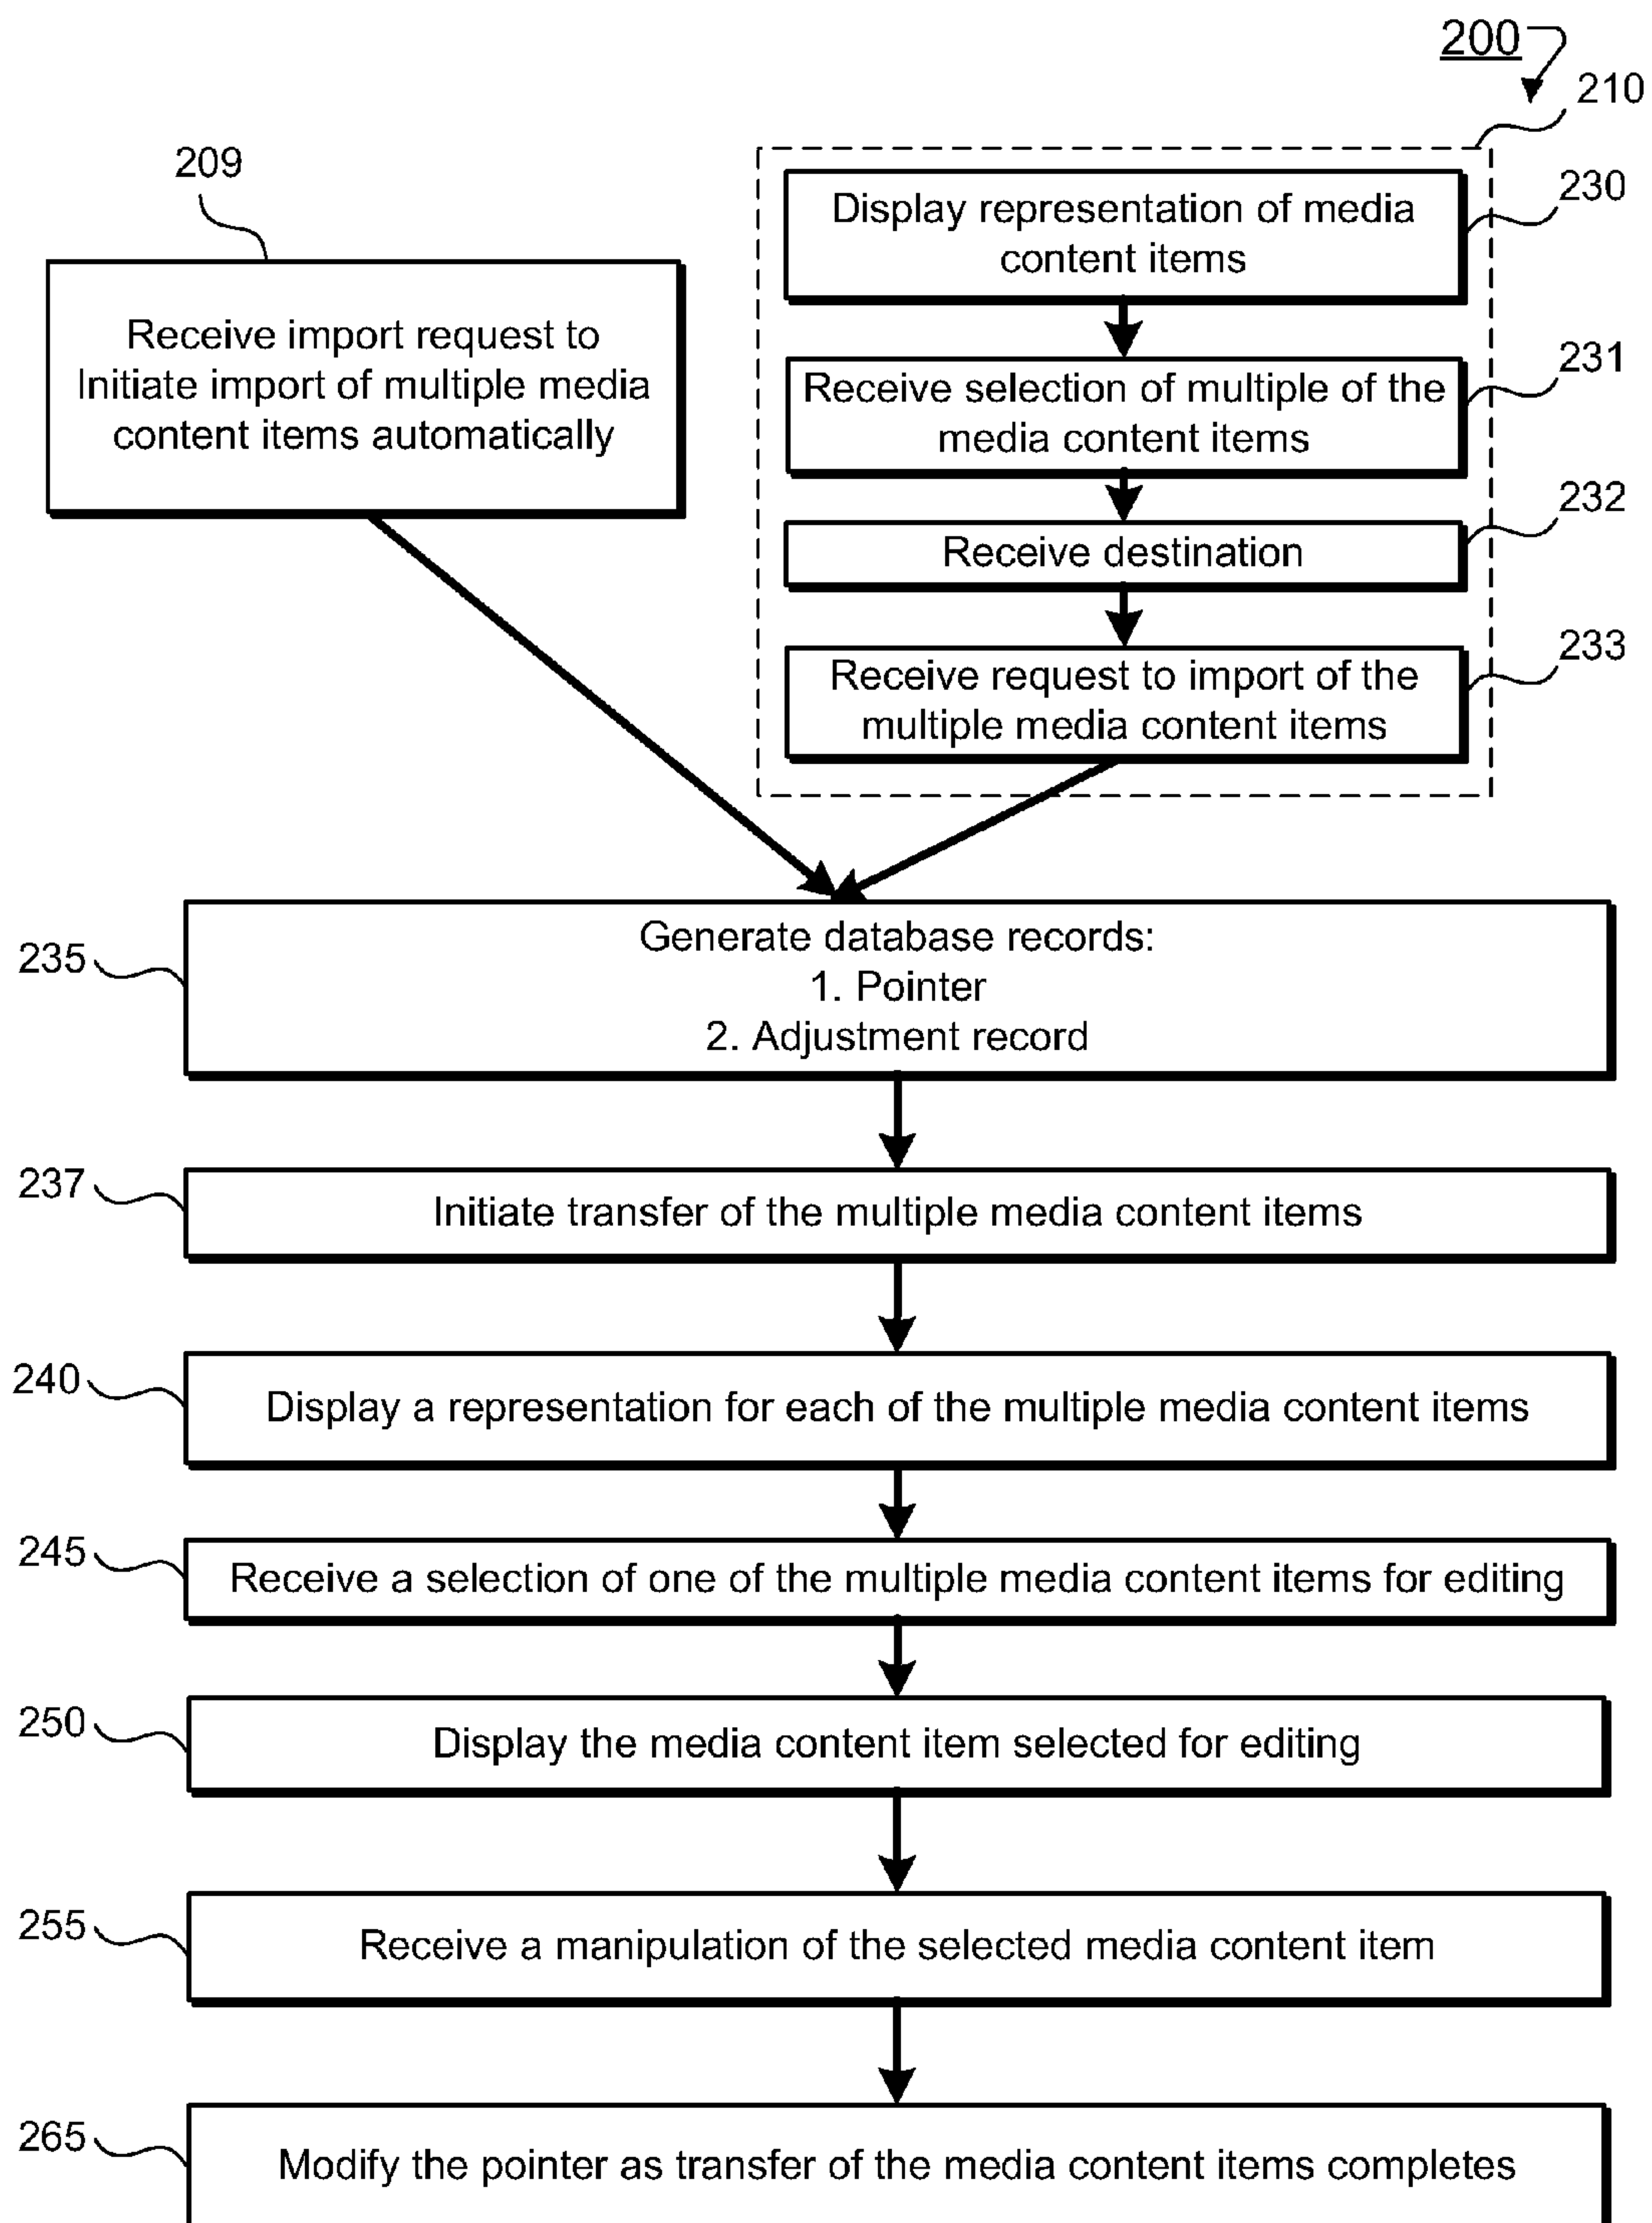 200
210
209
230
Display representation of media
content items
Receive import request to
Initiate import of multiple media
content items automatically
231
Receive selection of multiple of the
media content items
232
Receive destination
233
Receive request to import of the
multiple media content items
235
Generate database records:
1. Pointer
2. Adjustment record
237
Initiate transfer of the multiple media content items
240
Display a representation for each of the multiple media content items
245
Receive a selection of one of the multiple media content items for editing
250
Display the media content item selected for editing
255
Receive a manipulation of the selected media content item
265
Modify the pointer as transfer of the media content items completes